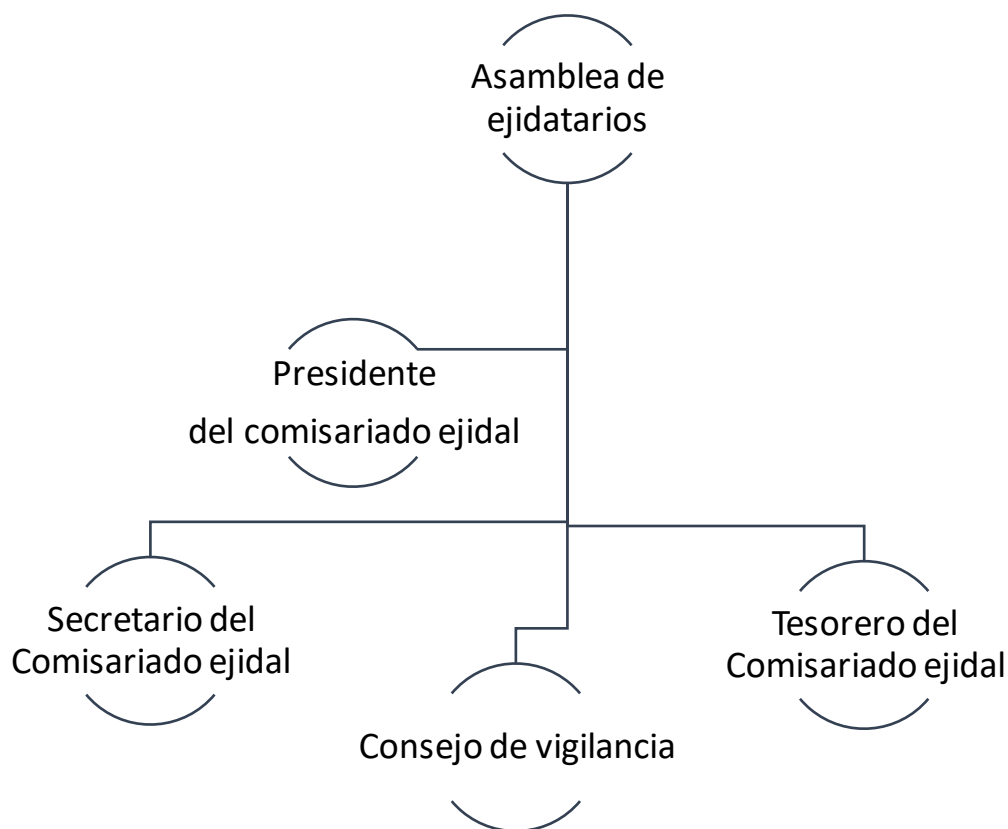 Asamblea de
ejidatarios
Presidente
del comisariado ejidal
Secretario del
Comisariado ejidal
Tesorero del
Comisariado ejidal
Consejo de vigilancia